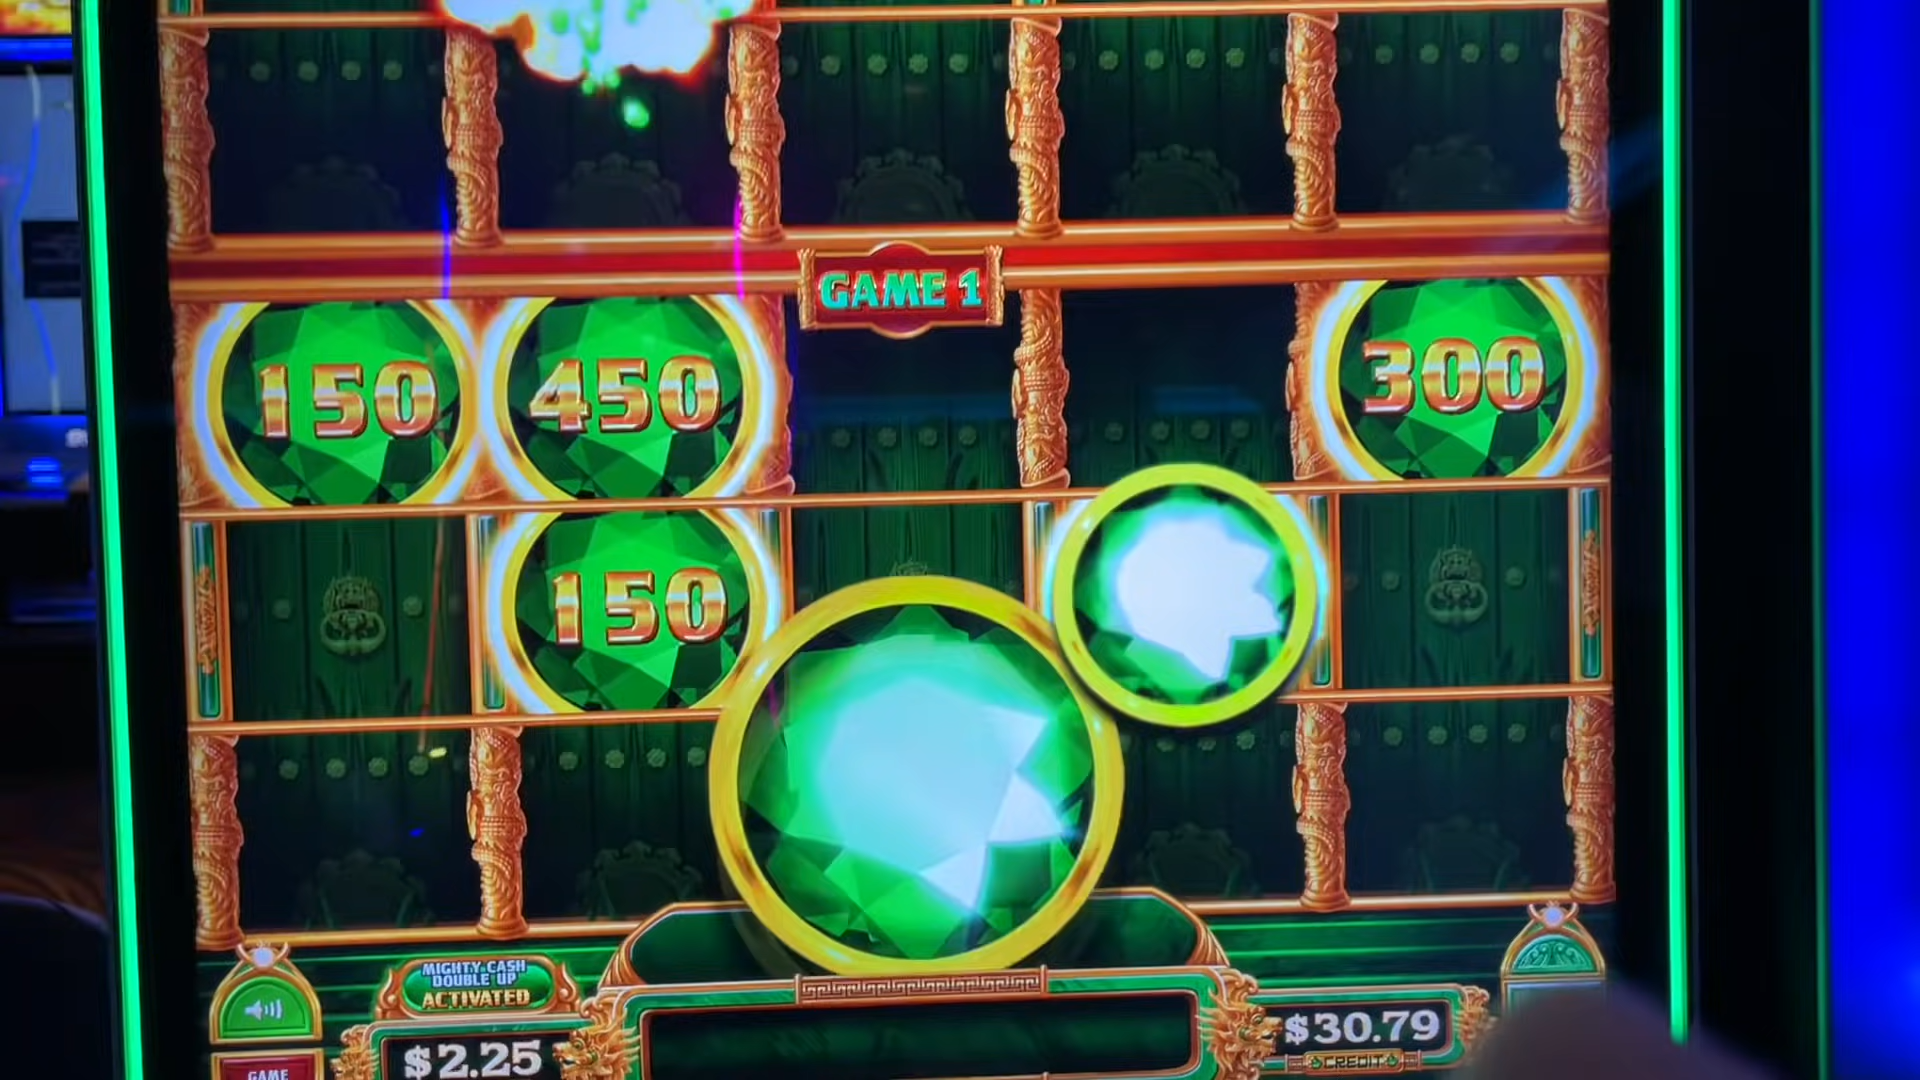 GAME 1
150
450
300
150
MIGHTY CASH
DOUBLE UP
ACTIVATED
$2.25
$30.79
CREDIT
GAME